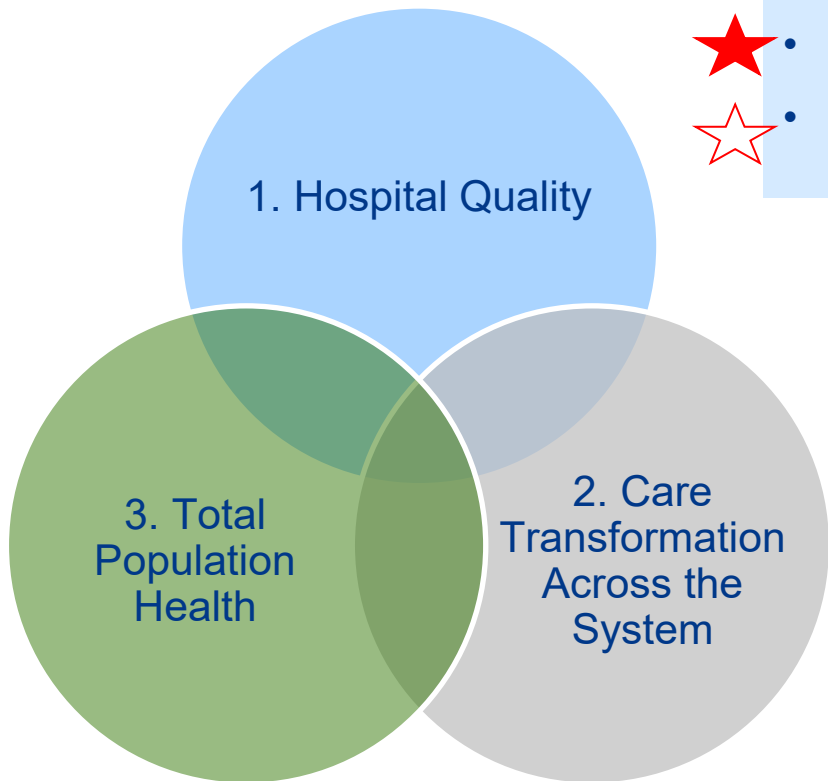 1. Hospital Quality
3. Total
Population
Health
2. Care
Transformation
Across the
System